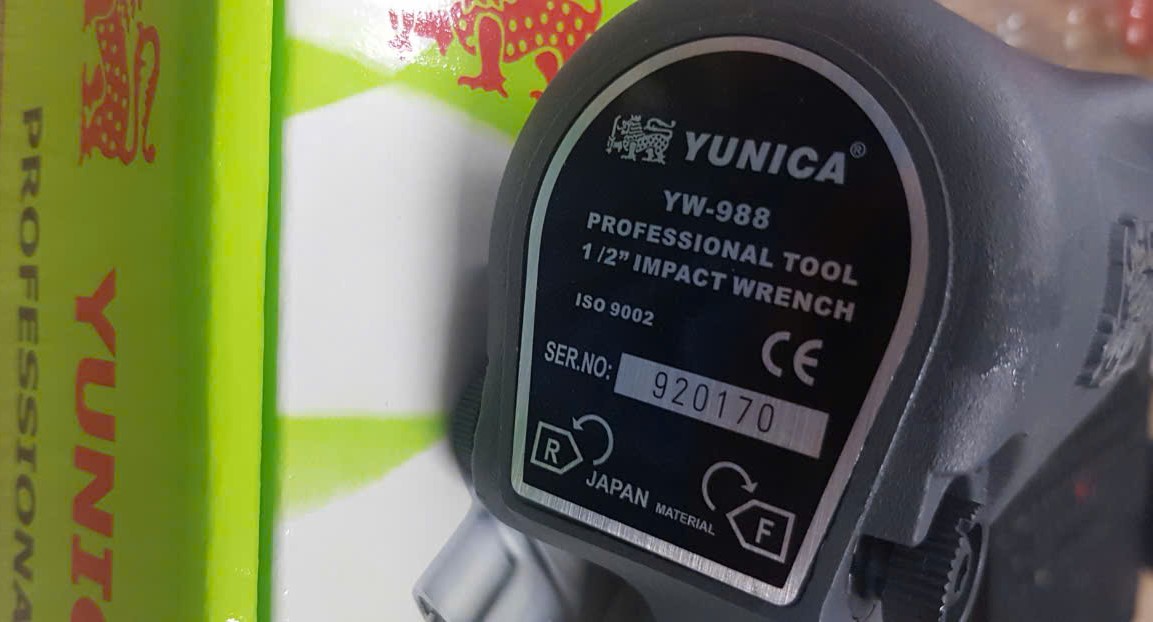 YUNICA®
YW-988
PROFESSIONAL TOOL
1/2” IMPACT WRENCH
ISO 9002
CE
SER.NO: 920170
R
JAPAN MATERIAL
F
PROFESSIONA
YUNIC